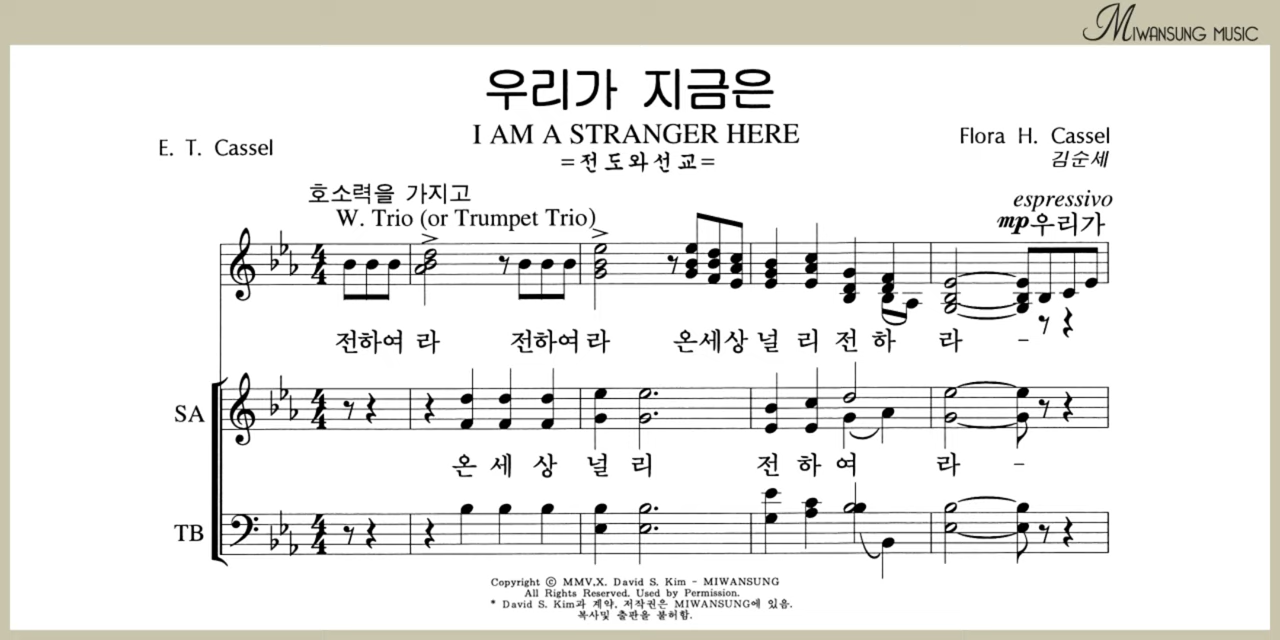 MIWANSUNG MUSIC
우리가 지금은
I AM A STRANGER HERE
E. T. Cassel
Flora H. Cassel
=전도와선교=
김순세
호소력을 가지고
espressivo
W. Trio (or Trumpet Trio)
mp우리가
전하여 라 전하여 라 온세상 널 리 전 하 라 -
SA
온 세 상 널 리 전 하 여 라 -
TB
Copyright ⓒ MMV.X. David S. Kim - MIWANSUNG
All Rights Reserved. Used by Permission.
* David S. Kim과 계약, 저작권은 MIWANSUNG에 있음.
복사및 출판을 불허함.